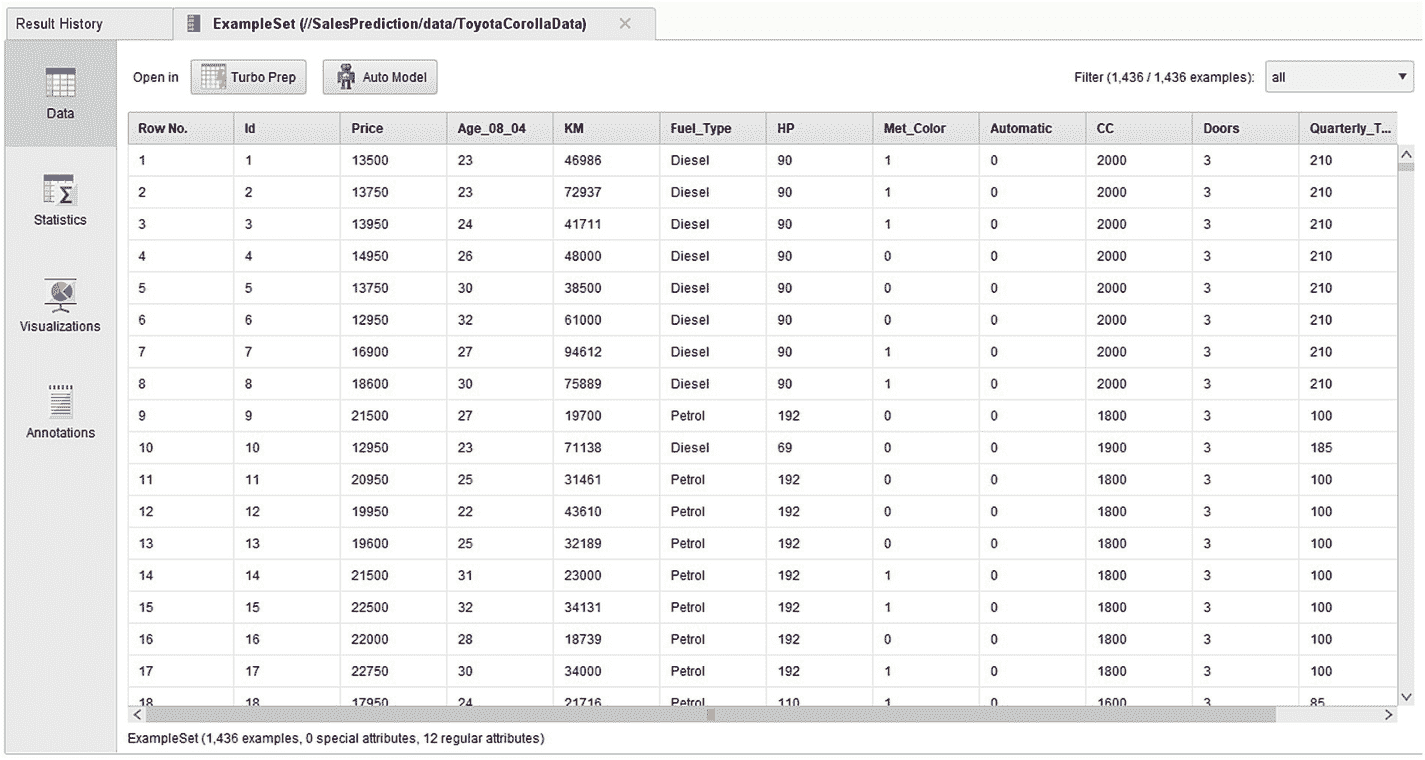 Result History ExampleSet (//SalesPrediction/data/ToyotaCorollaData)
Open in Turbo Prep Auto Model Filter (1,436 / 1,436 examples): all
Data
Statistics
Visualizations
Annotations
Row No. Id Price Age_08_04 KM Fuel_Type HP Met_Color Automatic CC Doors Quarterly_T...
1 1 13500 23 46986 Diesel 90 1 0 2000 3 210
2 2 13750 23 72937 Diesel 90 1 0 2000 3 210
3 3 13950 24 41711 Diesel 90 1 0 2000 3 210
4 4 14950 26 48000 Diesel 90 0 0 2000 3 210
5 5 13750 30 38500 Diesel 90 0 0 2000 3 210
6 6 12950 32 61000 Diesel 90 0 0 2000 3 210
7 7 16900 27 94612 Diesel 90 1 0 2000 3 210
8 8 18600 30 75889 Diesel 90 1 0 2000 3 210
9 9 21500 27 19700 Petrol 192 0 0 1800 3 100
10 10 12950 23 71138 Diesel 69 0 0 1900 3 185
11 11 20950 25 31461 Petrol 192 0 0 1800 3 100
12 12 19950 22 43610 Petrol 192 0 0 1800 3 100
13 13 19600 25 32189 Petrol 192 0 0 1800 3 100
14 14 21500 31 23000 Petrol 192 1 0 1800 3 100
15 15 22500 32 34131 Petrol 192 1 0 1800 3 100
16 16 22000 28 18739 Petrol 192 0 0 1800 3 100
17 17 22750 30 34000 Petrol 192 1 0 1800 3 100
18 18 17950 24 21716 Petrol 110 1 0 1600 3 85
ExampleSet (1,436 examples, 0 special attributes, 12 regular attributes)